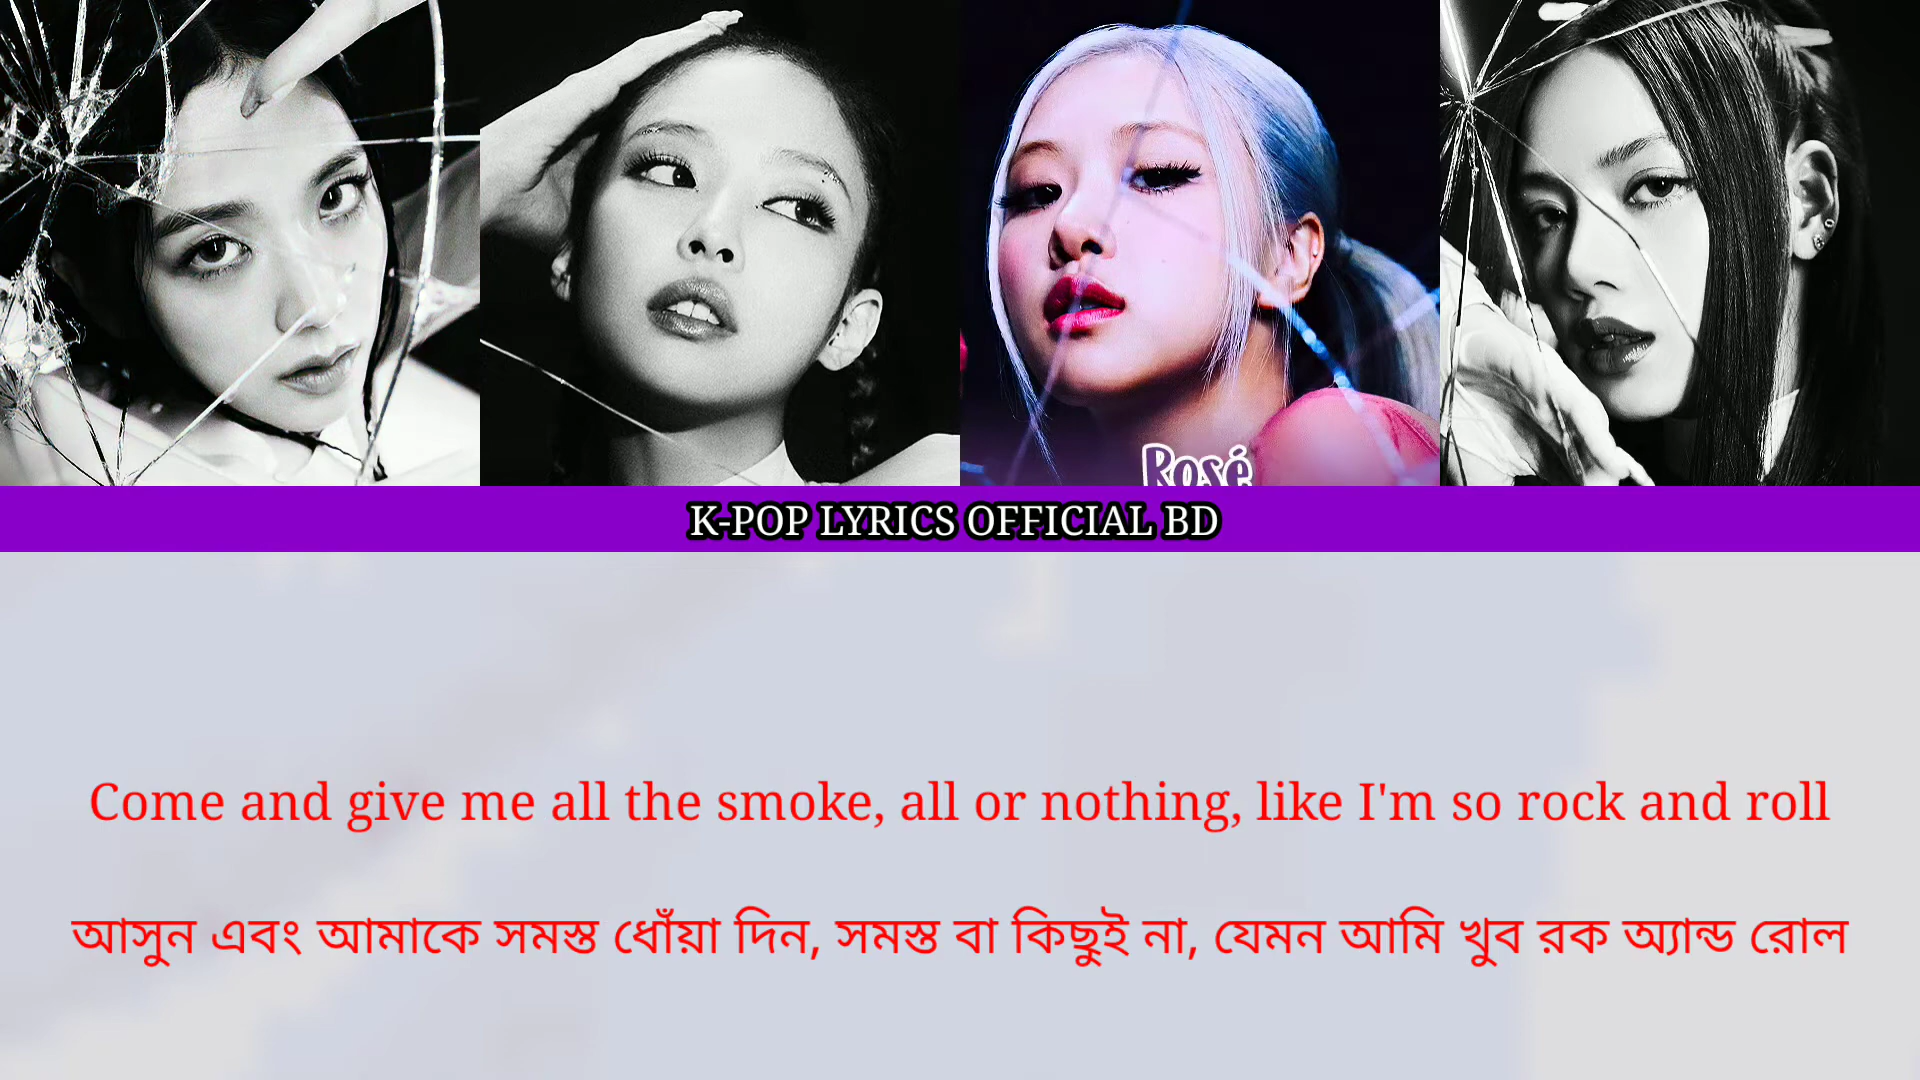 Rosé
K-POP LYRICS OFFICIAL BD
Come and give me all the smoke, all or nothing, like I'm so rock and roll
আসুন এবং আমাকে সমস্ত ধোঁয়া দিন, সমস্ত বা কিছুই না, যেমন আমি খুব রক অ্যান্ড রোল